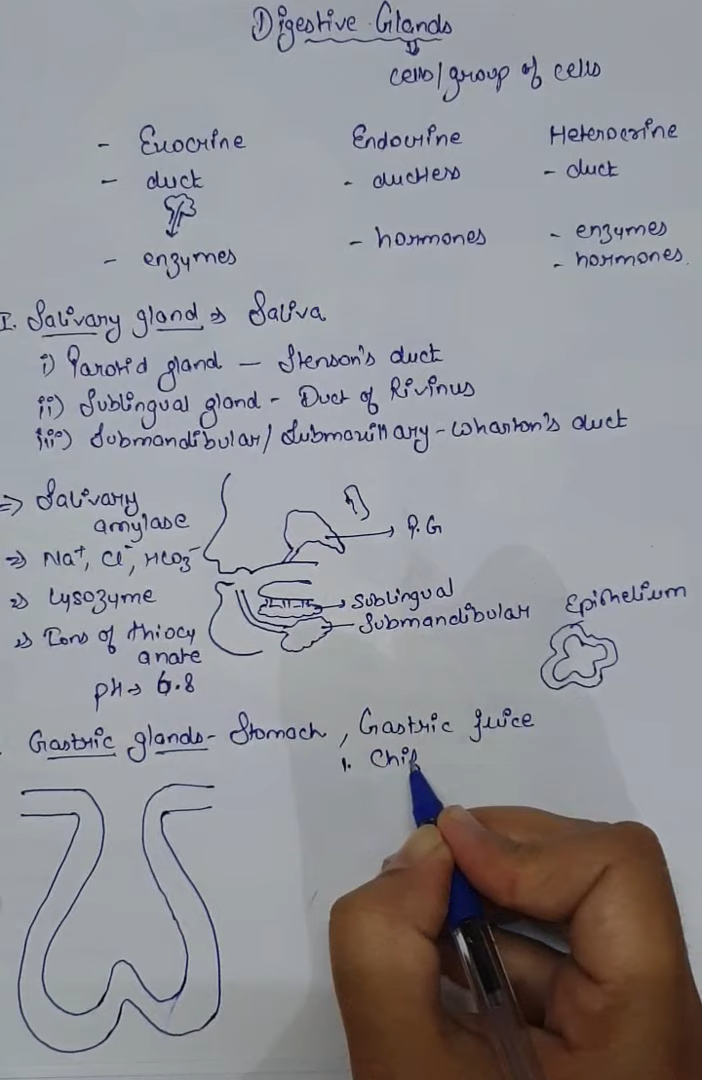 Digestive Glands
cells/group of cells
- Exocrine Endocrine Heterocrine
- duct - ductless - duct
- enzymes - hormones - enzymes
- hormones.
I. Salivary gland ⇒ Saliva
i) Parotid gland - Stenson's duct
ii) Sublingual gland - Duct of Rivinus
iii) Submandibular/Submaxillary - Wharton's duct
⇒ Salivary
amylase
P.G
⇒ Na⁺, Cl⁻, HCO₃⁻
⇒ Lysozyme
Sublingual
Submandibular
Epithelium
⇒ Ions of thiocy
anate
pH → 6.8
. Gastric glands - Stomach, Gastric juice
1. Chi